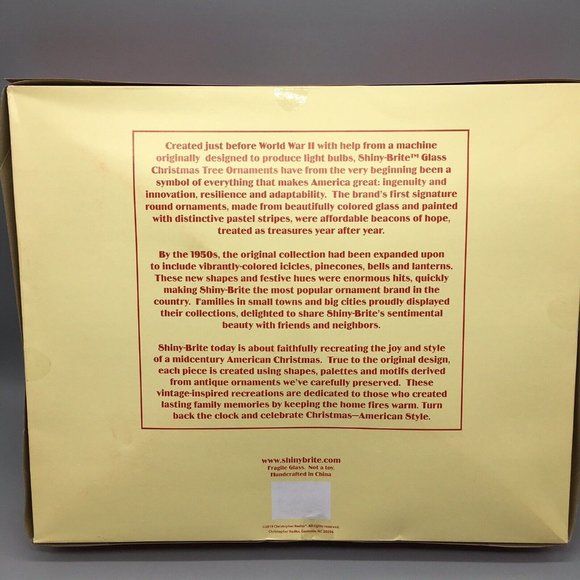 Created just before World War II with help from a machine
originally designed to produce light bulbs, Shiny-Brite™ Glass
Christmas Tree Ornaments have from the very beginning been a
symbol of everything that makes America great: ingenuity and
innovation, resilience and adaptability. The brand's first signature
round ornaments, made from beautifully colored glass and painted
with distinctive pastel stripes, were affordable beacons of hope,
treated as treasures year after year.
By the 1950s, the original collection had been expanded upon
to include vibrantly-colored icicles, pinecones, bells and lanterns.
These new shapes and festive hues were enormous hits, quickly
making Shiny-Brite the most popular ornament brand in the
country. Families in small towns and big cities proudly displayed
their collections, delighted to share Shiny-Brite's sentimental
beauty with friends and neighbors.
Shiny-Brite today is about faithfully recreating the joy and style
of a midcentury American Christmas. True to the original design,
each piece is created using shapes, palettes and motifs derived
from antique ornaments we've carefully preserved. These
vintage-inspired recreations are dedicated to those who created
lasting family memories by keeping the home fires warm. Turn
back the clock and celebrate Christmas—American Style.
www.shinybrite.com
Fragile Glass. Not a toy.
Handcrafted in China
Christopher Radko® All rights reserved.
Christopher Radko,